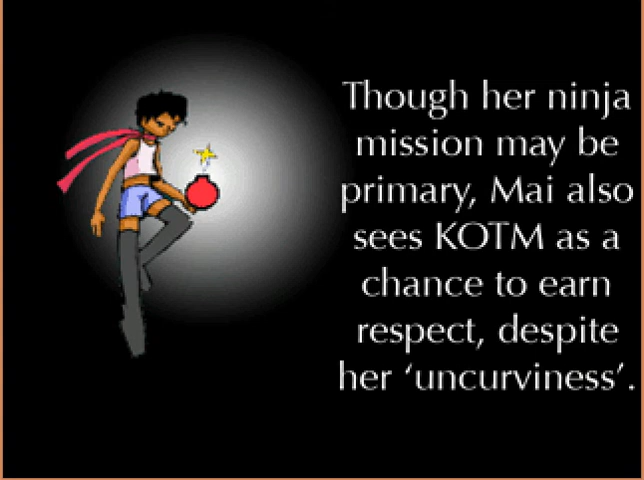 Though her ninja
mission may be
primary, Mai also
sees KOTM as a
chance to earn
respect, despite
her ‘uncurviness’.